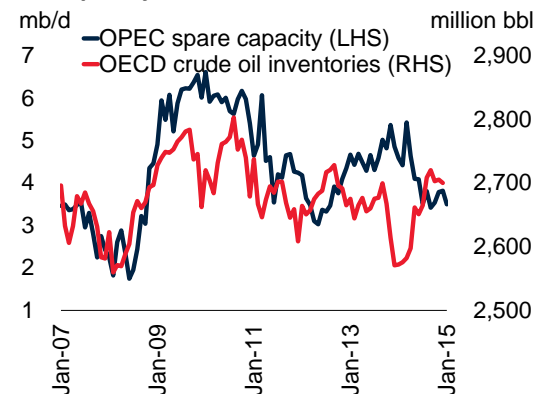 mb/d
million bbl
OPEC spare capacity (LHS)
OECD crude oil inventories (RHS)
7
6
5
4
3
2
1
2,900
2,800
2,700
2,600
2,500
Jan-07
Jan-09
Jan-11
Jan-13
Jan-15